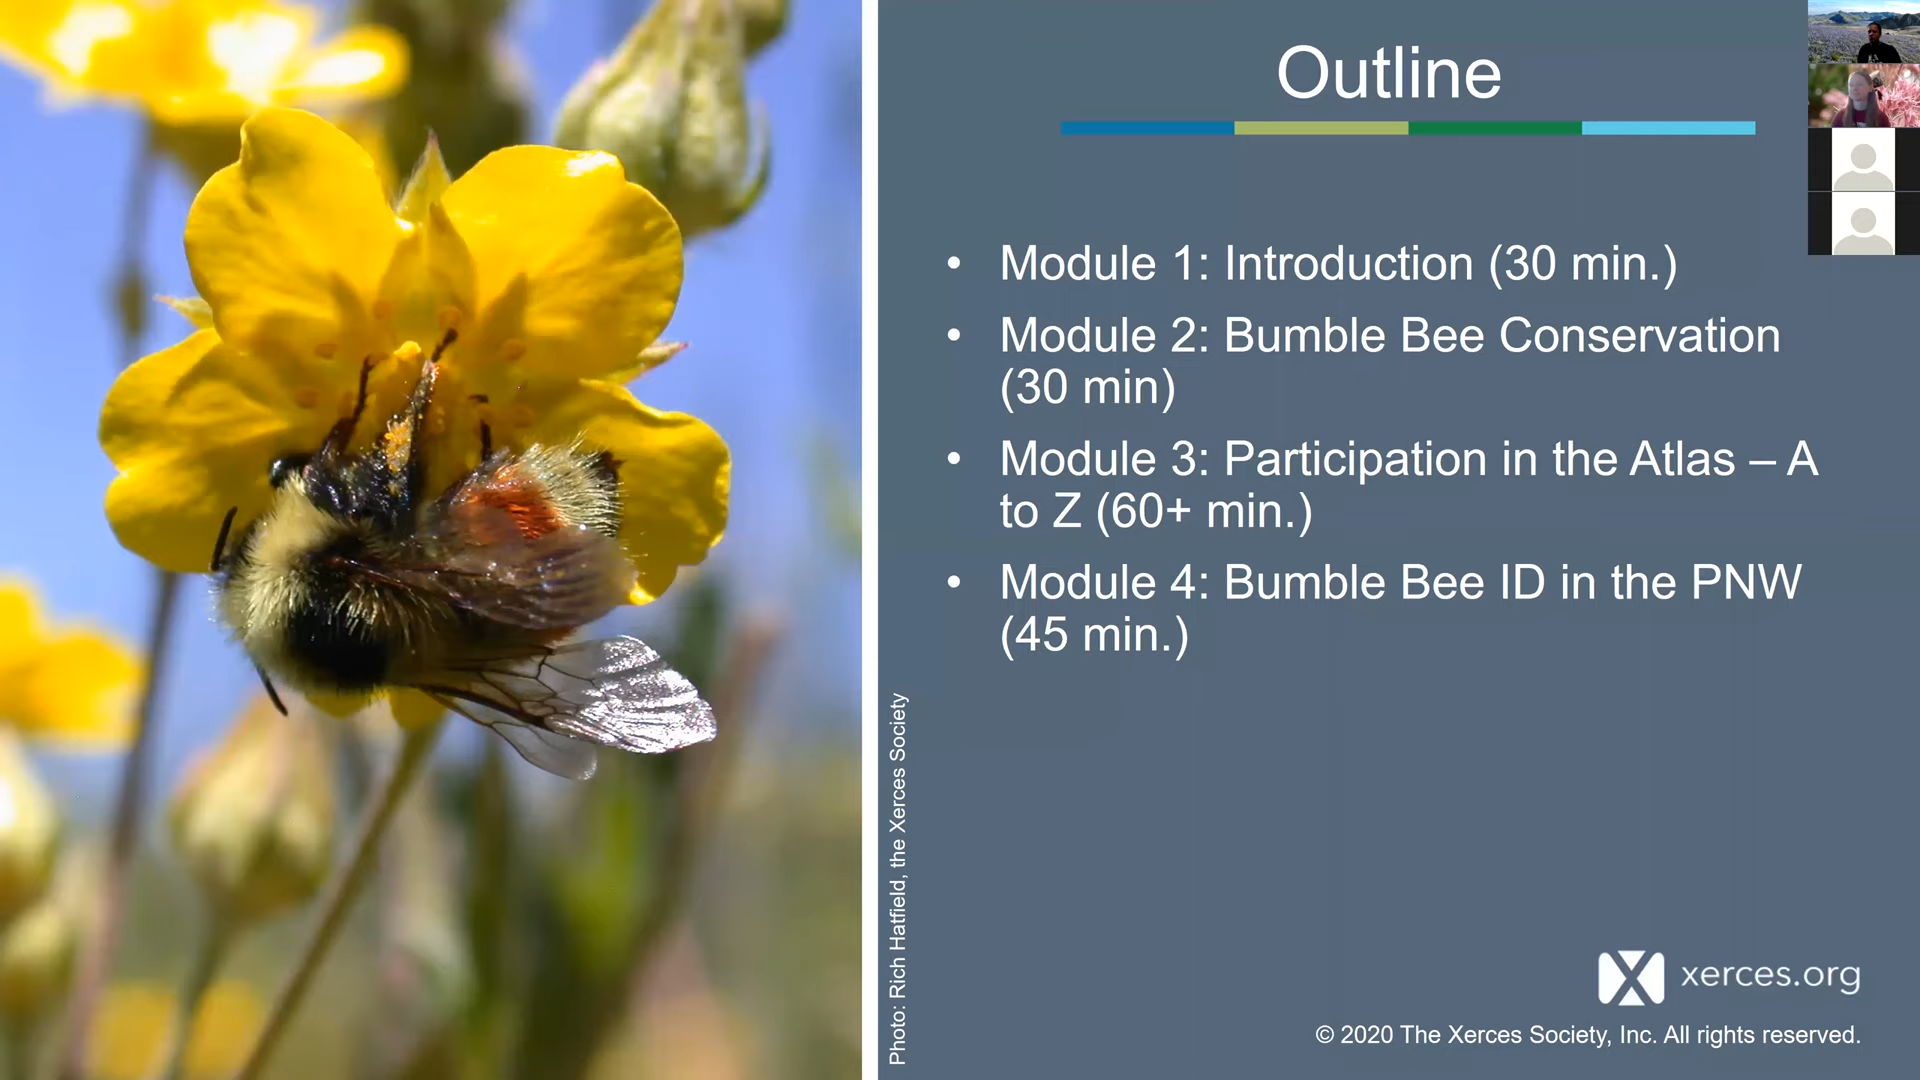 Outline
• Module 1: Introduction (30 min.)
• Module 2: Bumble Bee Conservation
(30 min)
• Module 3: Participation in the Atlas – A
to Z (60+ min.)
• Module 4: Bumble Bee ID in the PNW
(45 min.)
Photo: Rich Hatfield, the Xerces Society
xerces.org
© 2020 The Xerces Society, Inc. All rights reserved.